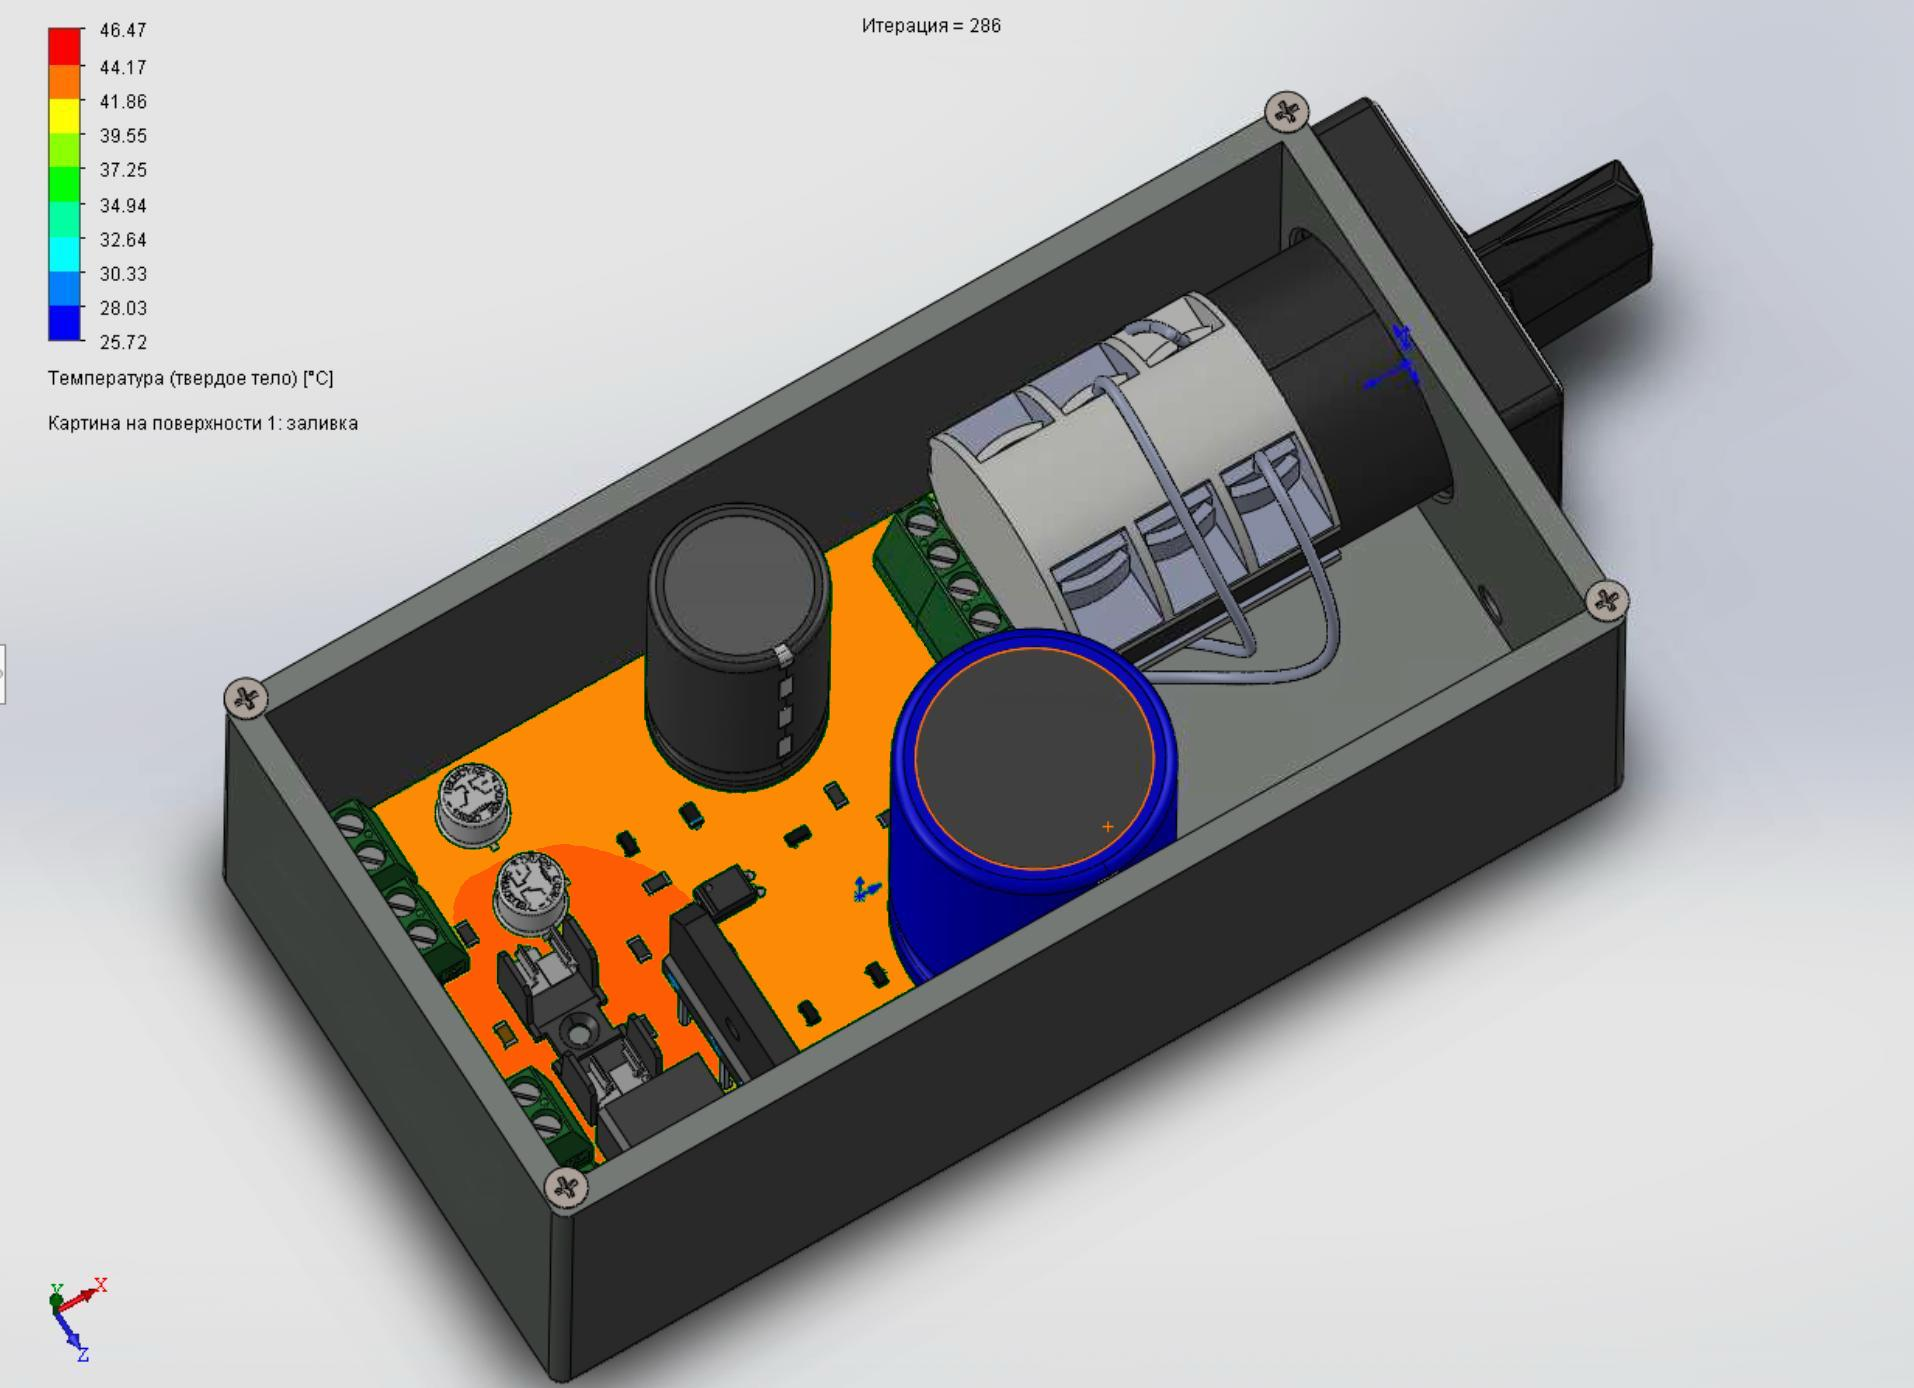 Итерация = 286
46.47
44.17
41.86
39.55
37.25
34.94
32.64
30.33
28.03
25.72
Температура (твердое тело) [°C]
Картина на поверхности 1: заливка
Y
X
Z